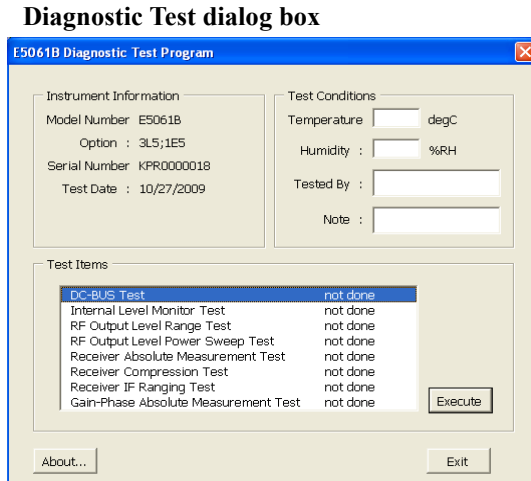 Diagnostic Test dialog box
E5061B Diagnostic Test Program
Instrument Information
Model Number E5061B
Option : 3L5;1E5
Serial Number KPR0000018
Test Date : 10/27/2009
Test Conditions
Temperature degC
Humidity : %RH
Tested By :
Note :
Test Items
DC-BUS Test not done
Internal Level Monitor Test not done
RF Output Level Range Test not done
RF Output Level Power Sweep Test not done
Receiver Absolute Measurement Test not done
Receiver Compression Test not done
Receiver IF Ranging Test not done
Gain-Phase Absolute Measurement Test not done
Execute
About... Exit